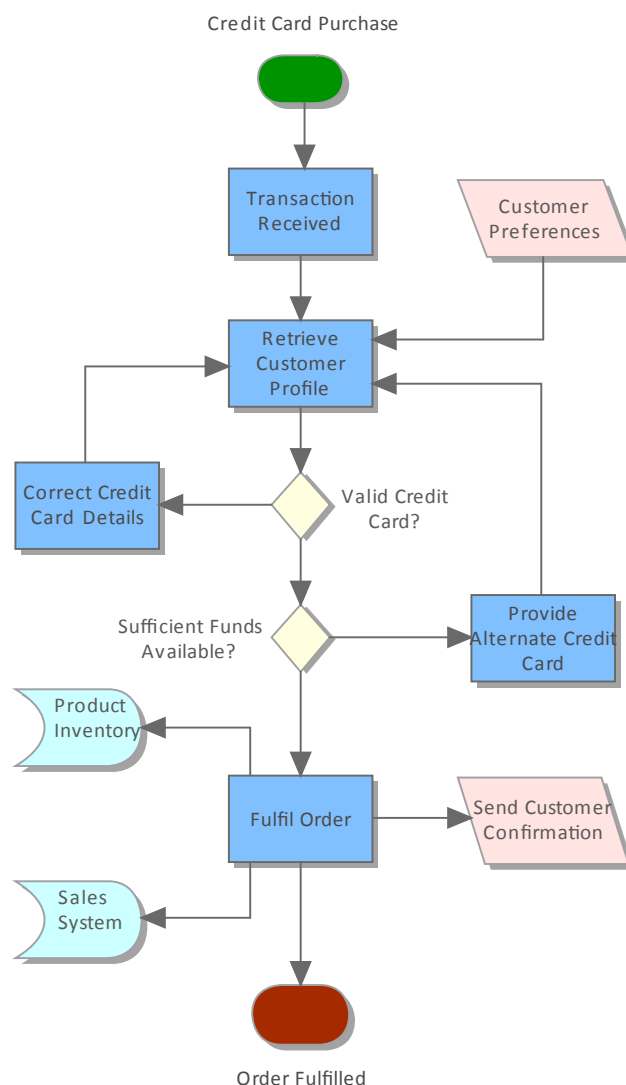 Credit Card Purchase
Transaction
Received
Customer
Preferences
Retrieve
Customer
Profile
Correct Credit
Card Details
Valid Credit
Card?
Sufficient Funds
Available?
Provide
Alternate Credit
Card
Product
Inventory
Fulfil Order
Send Customer
Confirmation
Sales
System
Order Fulfilled